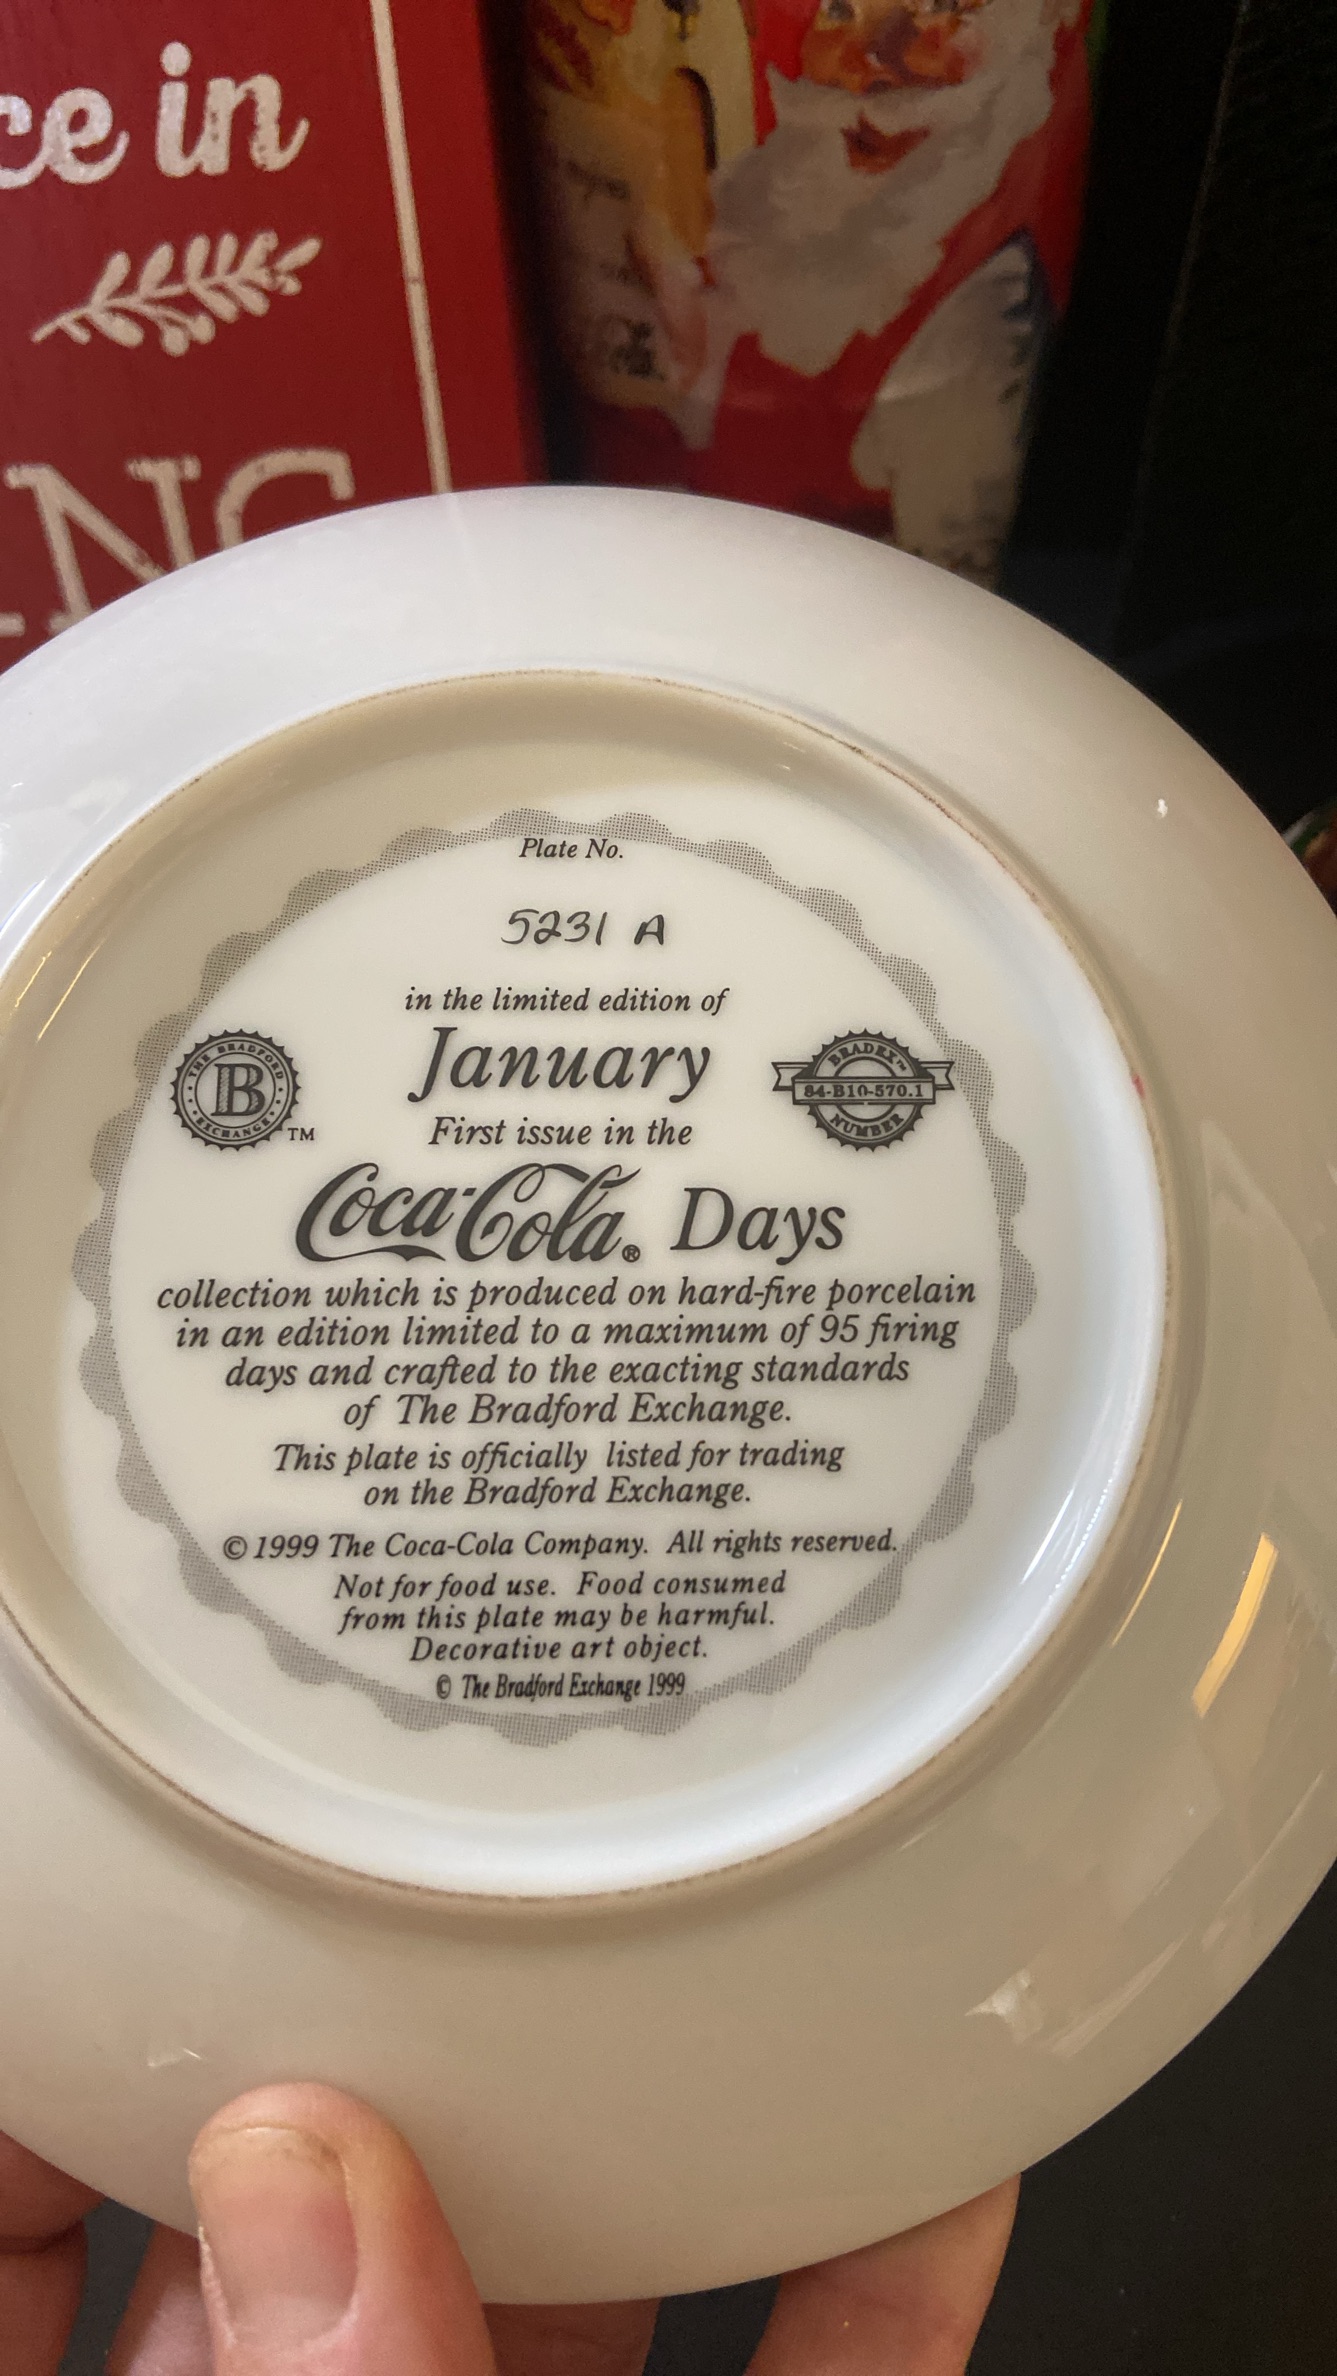 ce in
NG
Plate No.
5231 A
in the limited edition of
January
THE BRADFORD EXCHANGE
B
TM
BRADEX™
84-B10-570.1
NUMBER
First issue in the
Coca-Cola® Days
collection which is produced on hard-fire porcelain
in an edition limited to a maximum of 95 firing
days and crafted to the exacting standards
of The Bradford Exchange.
This plate is officially listed for trading
on the Bradford Exchange.
© 1999 The Coca-Cola Company. All rights reserved.
Not for food use. Food consumed
from this plate may be harmful.
Decorative art object.
© The Bradford Exchange 1999